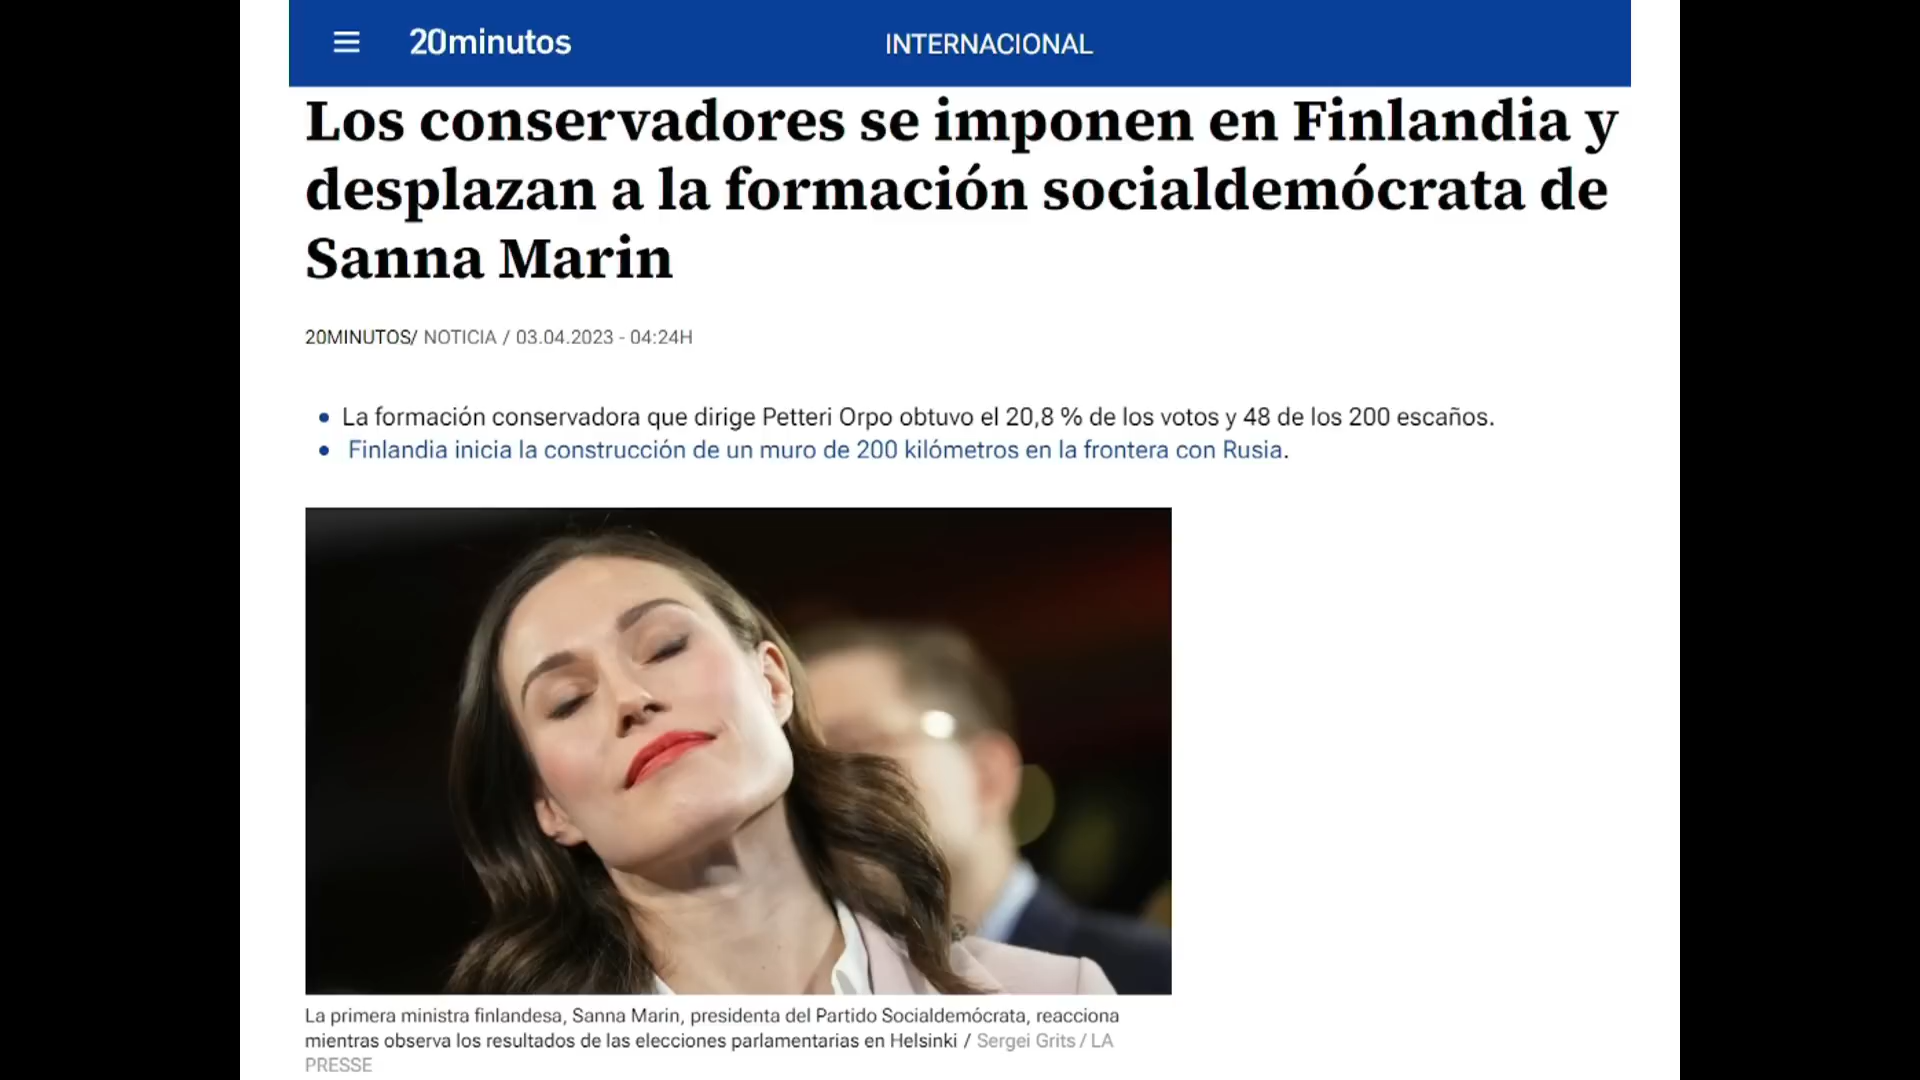 20minutos
INTERNACIONAL
Los conservadores se imponen en Finlandia y
desplazan a la formación socialdemócrata de
Sanna Marin
20MINUTOS/ NOTICIA / 03.04.2023 - 04:24H
La formación conservadora que dirige Petteri Orpo obtuvo el 20,8 % de los votos y 48 de los 200 escaños.
Finlandia inicia la construcción de un muro de 200 kilómetros en la frontera con Rusia.
La primera ministra finlandesa, Sanna Marin, presidenta del Partido Socialdemócrata, reacciona
mientras observa los resultados de las elecciones parlamentarias en Helsinki / Sergei Grits / LA
PRESSE